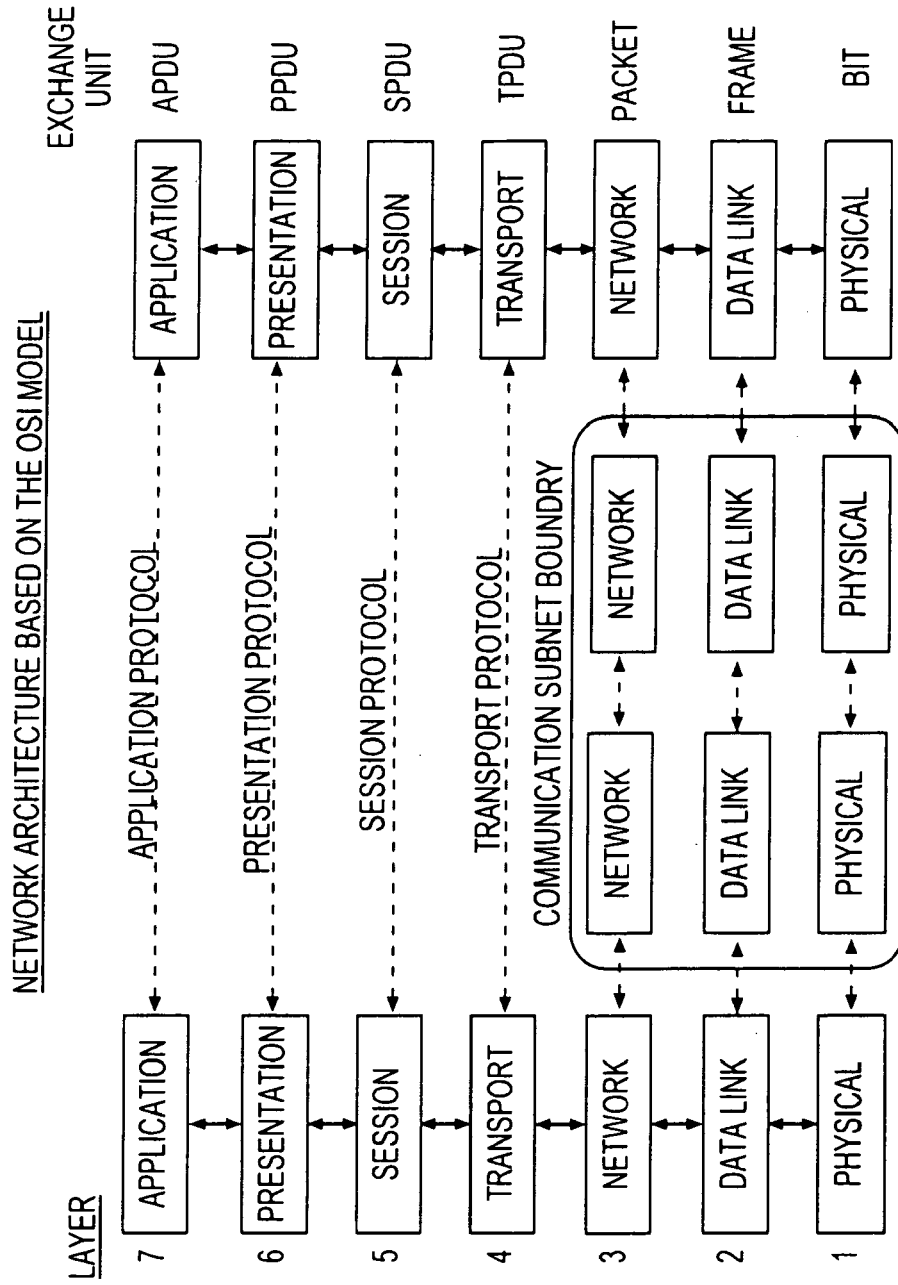 NETWORK ARCHITECTURE BASED ON THE OSI MODEL
LAYER
EXCHANGE
UNIT
7 APPLICATION APPLICATION PROTOCOL APPLICATION APDU
6 PRESENTATION PRESENTATION PROTOCOL PRESENTATION PPDU
5 SESSION SESSION PROTOCOL SESSION SPDU
4 TRANSPORT TRANSPORT PROTOCOL TRANSPORT TPDU
COMMUNICATION SUBNET BOUNDRY
3 NETWORK NETWORK NETWORK NETWORK PACKET
2 DATA LINK DATA LINK DATA LINK DATA LINK FRAME
1 PHYSICAL PHYSICAL PHYSICAL PHYSICAL BIT